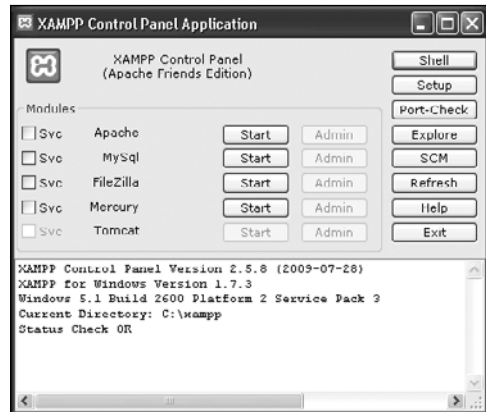 XAMPP Control Panel Application
XAMPP Control Panel
(Apache Friends Edition)
Shell
Setup
Port-Check
Explore
SCM
Refresh
Help
Exit
Modules
Svc Apache Start Admin
Svc MySql Start Admin
Svc FileZilla Start Admin
Svc Mercury Start Admin
Svc Tomcat Start Admin
XAMPP Control Panel Version 2.5.8 (2009-07-28)
XAMPP for Windows Version 1.7.3
Windows 5.1 Build 2600 Platform 2 Service Pack 3
Current Directory: C:\xampp
Status Check OK